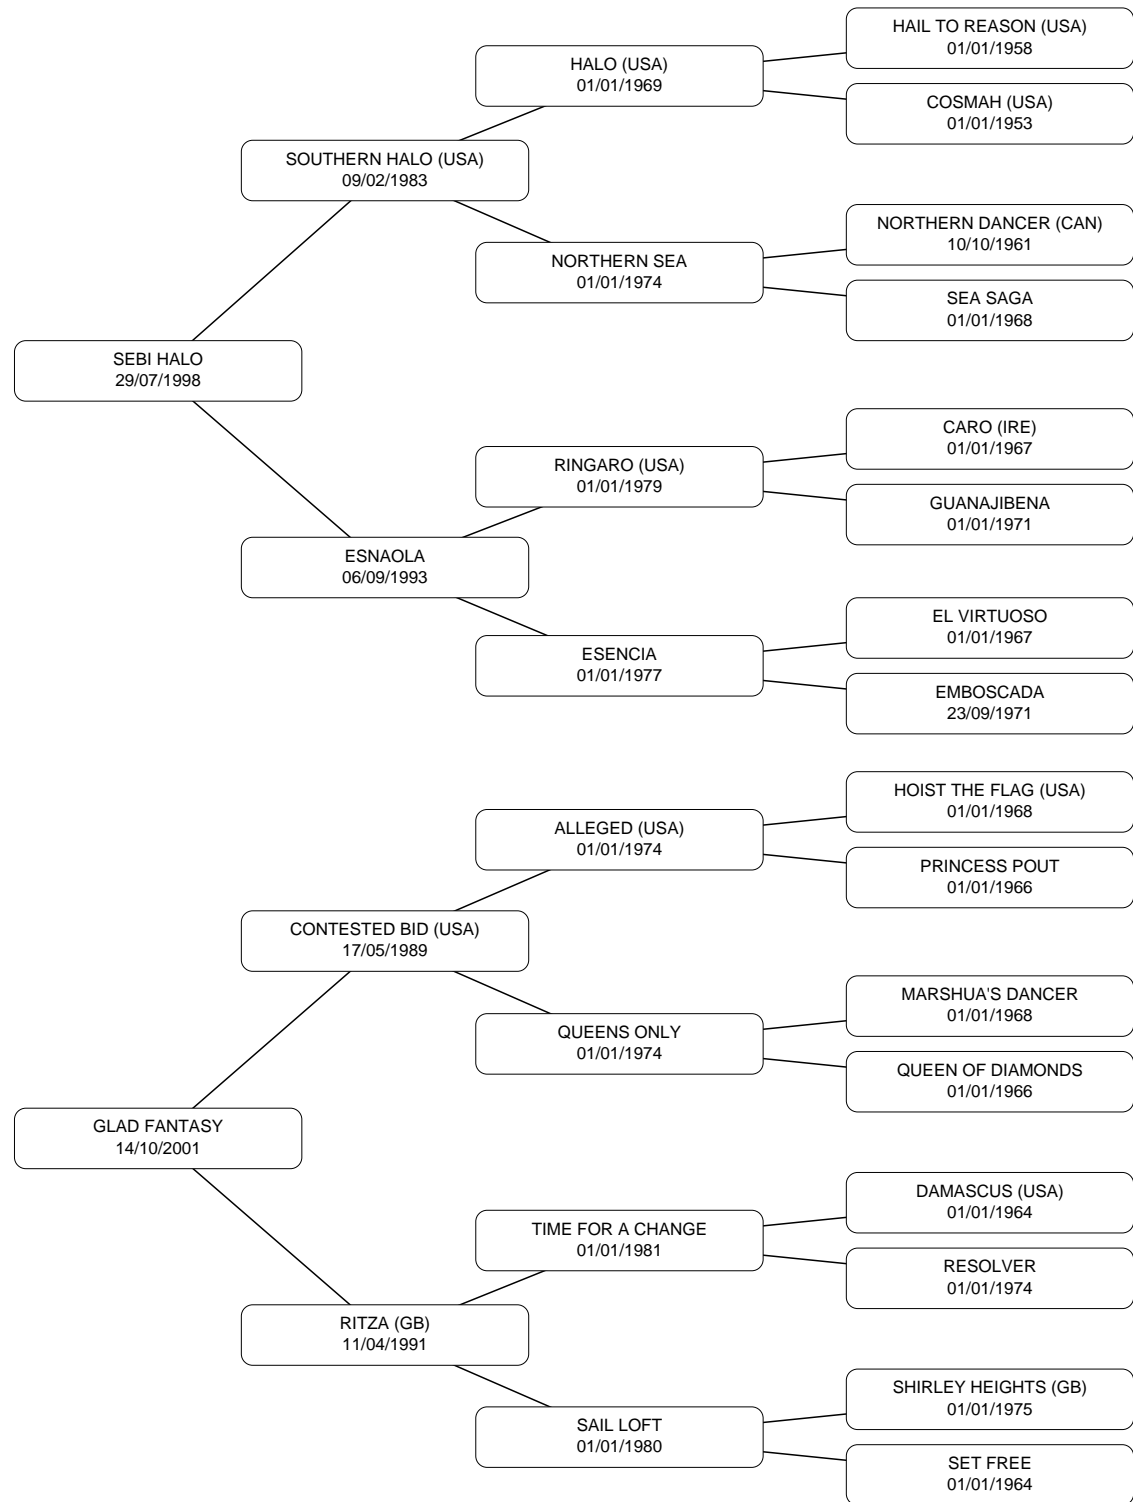 HAIL TO REASON (USA)
01/01/1958
HALO (USA)
01/01/1969
COSMAH (USA)
01/01/1953
SOUTHERN HALO (USA)
09/02/1983
NORTHERN DANCER (CAN)
10/10/1961
NORTHERN SEA
01/01/1974
SEA SAGA
01/01/1968
SEBI HALO
29/07/1998
CARO (IRE)
01/01/1967
RINGARO (USA)
01/01/1979
GUANAJIBENA
01/01/1971
ESNAOLA
06/09/1993
EL VIRTUOSO
01/01/1967
ESENCIA
01/01/1977
EMBOSCADA
23/09/1971
HOIST THE FLAG (USA)
01/01/1968
ALLEGED (USA)
01/01/1974
PRINCESS POUT
01/01/1966
CONTESTED BID (USA)
17/05/1989
MARSHUA'S DANCER
01/01/1968
QUEENS ONLY
01/01/1974
QUEEN OF DIAMONDS
01/01/1966
GLAD FANTASY
14/10/2001
DAMASCUS (USA)
01/01/1964
TIME FOR A CHANGE
01/01/1981
RESOLVER
01/01/1974
RITZA (GB)
11/04/1991
SHIRLEY HEIGHTS (GB)
01/01/1975
SAIL LOFT
01/01/1980
SET FREE
01/01/1964